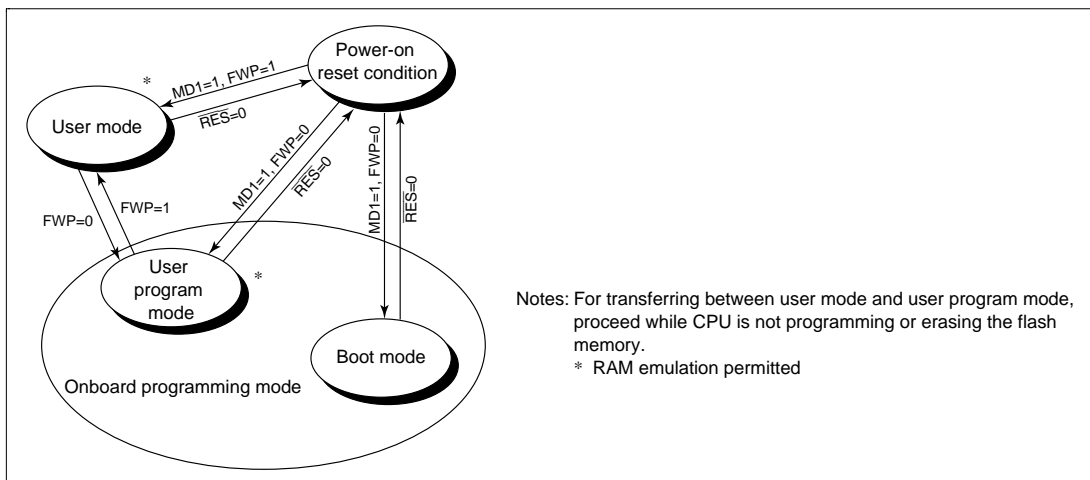 Power-on
reset condition
MD1=1, FWP=1
RES=0
*
User mode
MD1=1, FWP=0
RES=0
MD1=1, FWP=0
RES=0
FWP=0
FWP=1
User
program
mode
*
Boot mode
Onboard programming mode
Notes: For transferring between user mode and user program mode,
proceed while CPU is not programming or erasing the flash
memory.
* RAM emulation permitted